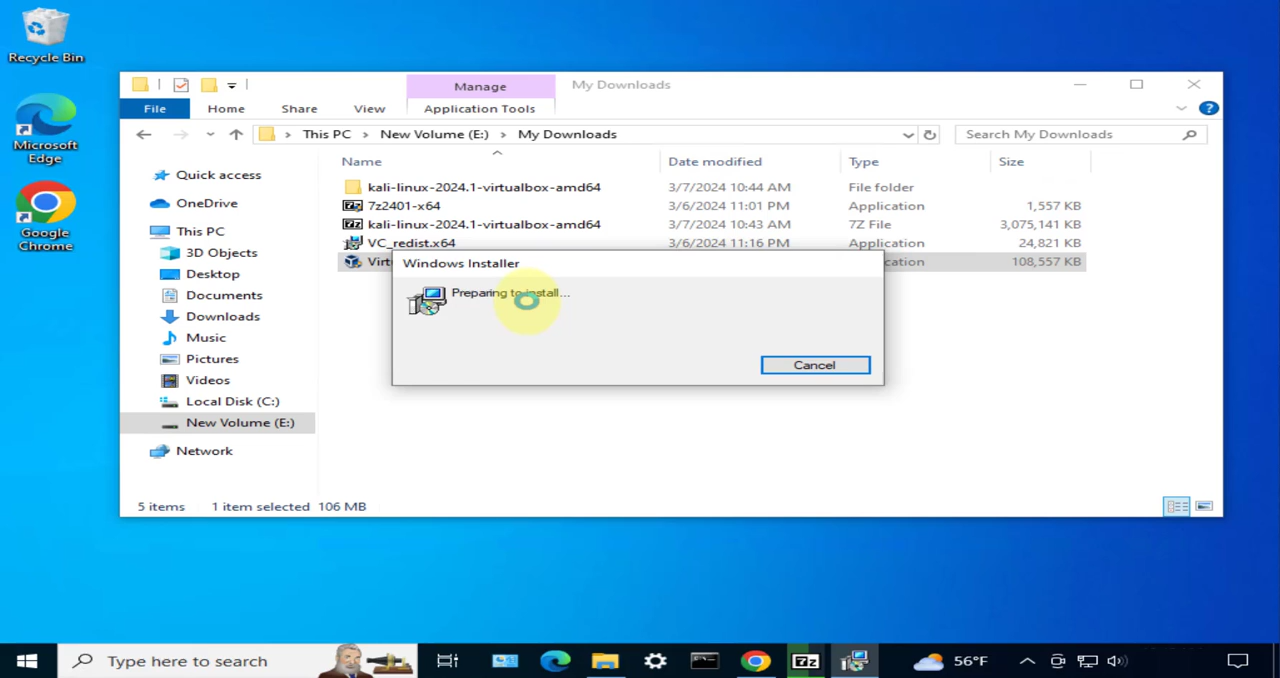 Recycle Bin
Microsoft
Edge
Google
Chrome
Manage
My Downloads
File
Home
Share
View
Application Tools
This PC > New Volume (E:) > My Downloads
Search My Downloads
Name
Date modified
Type
Size
kali-linux-2024.1-virtualbox-amd64 3/7/2024 10:44 AM File folder
7z2401-x64 3/6/2024 11:01 PM Application 1,557 KB
kali-linux-2024.1-virtualbox-amd64 3/7/2024 10:43 AM 7Z File 3,075,141 KB
VC_redist.x64 3/6/2024 11:16 PM Application 24,821 KB
Virt cation 108,557 KB
Quick access
OneDrive
This PC
3D Objects
Desktop
Documents
Downloads
Music
Pictures
Videos
Local Disk (C:)
New Volume (E:)
Network
Windows Installer
Preparing to install...
Cancel
5 items 1 item selected 106 MB
Type here to search
7z
56°F